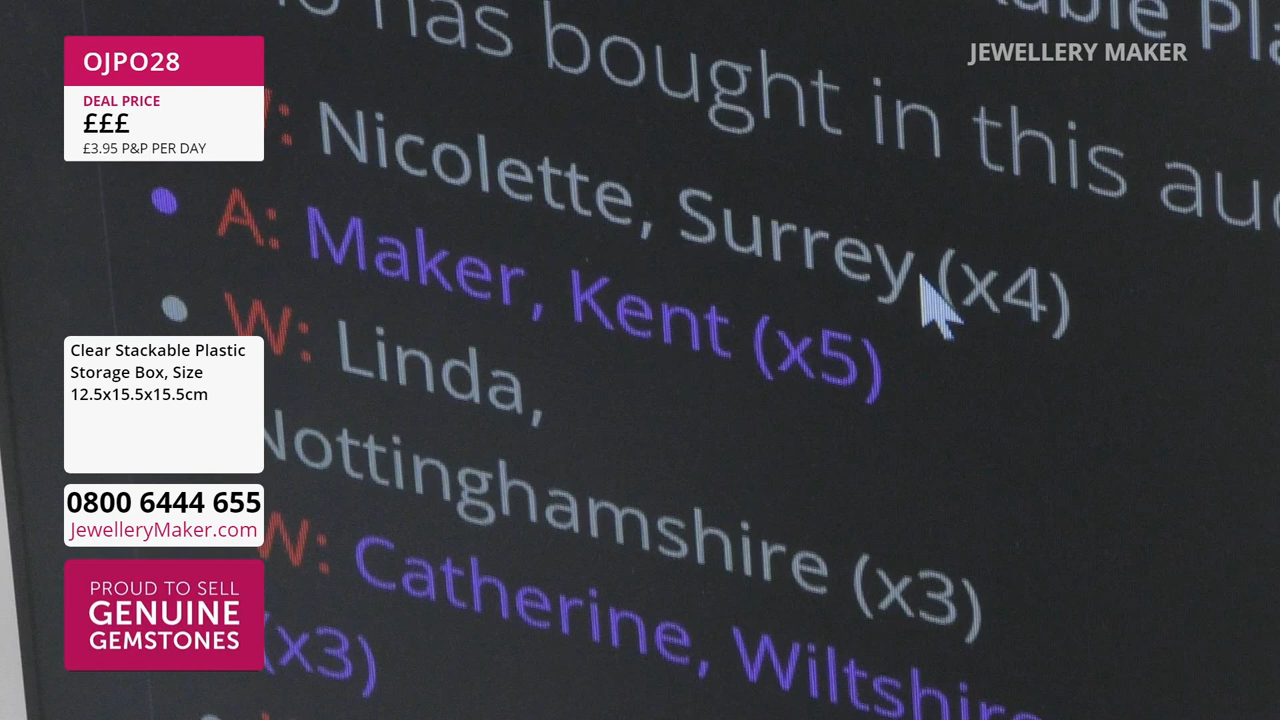 OJPO28
DEAL PRICE
£££
£3.95 P&P PER DAY
JEWELLERY MAKER
has bought in this
Nicolette, Surrey (x4)
A: Maker, Kent (x5)
W: Linda,
Nottinghamshire (x3)
W: Catherine,
(x3)
Clear Stackable Plastic
Storage Box, Size
12.5x15.5x15.5cm
0800 6444 655
JewelleryMaker.com
PROUD TO SELL
GENUINE
GEMSTONES